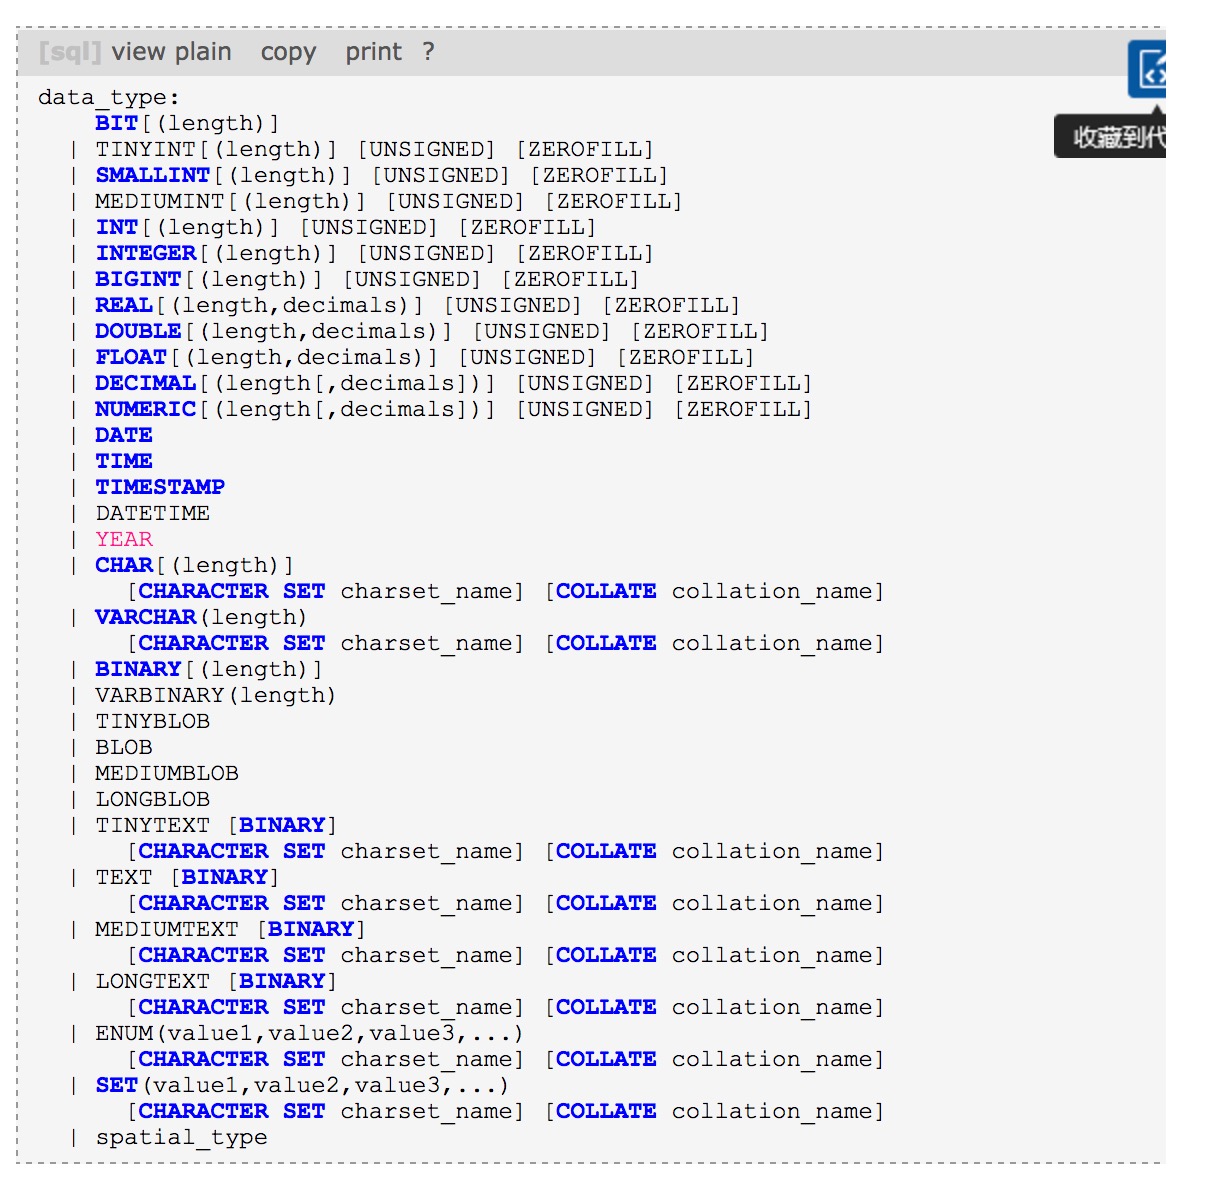 [sql] view plain copy print ?
data_type:
    BIT[(length)]
  | TINYINT[(length)] [UNSIGNED] [ZEROFILL]
  | SMALLINT[(length)] [UNSIGNED] [ZEROFILL]
  | MEDIUMINT[(length)] [UNSIGNED] [ZEROFILL]
  | INT[(length)] [UNSIGNED] [ZEROFILL]
  | INTEGER[(length)] [UNSIGNED] [ZEROFILL]
  | BIGINT[(length)] [UNSIGNED] [ZEROFILL]
  | REAL[(length,decimals)] [UNSIGNED] [ZEROFILL]
  | DOUBLE[(length,decimals)] [UNSIGNED] [ZEROFILL]
  | FLOAT[(length,decimals)] [UNSIGNED] [ZEROFILL]
  | DECIMAL[(length[,decimals])] [UNSIGNED] [ZEROFILL]
  | NUMERIC[(length[,decimals])] [UNSIGNED] [ZEROFILL]
  | DATE
  | TIME
  | TIMESTAMP
  | DATETIME
  | YEAR
  | CHAR[(length)]
      [CHARACTER SET charset_name] [COLLATE collation_name]
  | VARCHAR(length)
      [CHARACTER SET charset_name] [COLLATE collation_name]
  | BINARY[(length)]
  | VARBINARY(length)
  | TINYBLOB
  | BLOB
  | MEDIUMBLOB
  | LONGBLOB
  | TINYTEXT [BINARY]
      [CHARACTER SET charset_name] [COLLATE collation_name]
  | TEXT [BINARY]
      [CHARACTER SET charset_name] [COLLATE collation_name]
  | MEDIUMTEXT [BINARY]
      [CHARACTER SET charset_name] [COLLATE collation_name]
  | LONGTEXT [BINARY]
      [CHARACTER SET charset_name] [COLLATE collation_name]
  | ENUM(value1,value2,value3,...)
      [CHARACTER SET charset_name] [COLLATE collation_name]
  | SET(value1,value2,value3,...)
      [CHARACTER SET charset_name] [COLLATE collation_name]
  | spatial_type
收藏到代